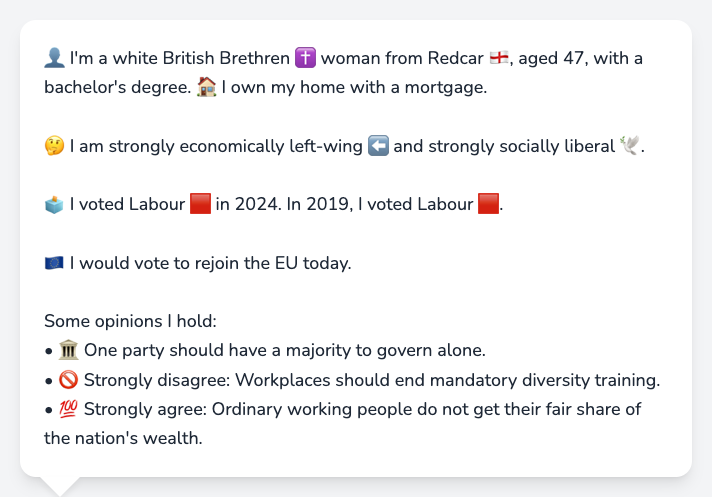 👤 I'm a white British Brethren ✝️ woman from Redcar 🏴󠁧󠁢󠁥󠁮󠁧󠁿, aged 47, with a
bachelor's degree. 🏠 I own my home with a mortgage.
🤔 I am strongly economically left-wing ⬅️ and strongly socially liberal 🕊️.
🗳️ I voted Labour 🟥 in 2024. In 2019, I voted Labour 🟥.
🇪🇺 I would vote to rejoin the EU today.
Some opinions I hold:
• 🏛️ One party should have a majority to govern alone.
• 🚫 Strongly disagree: Workplaces should end mandatory diversity training.
• 💯 Strongly agree: Ordinary working people do not get their fair share of
the nation's wealth.